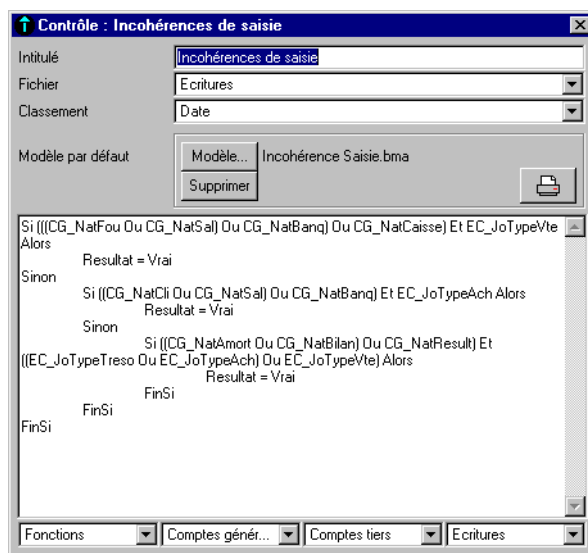 Contrôle : Incohérences de saisie
Intitulé
Incohérences de saisie
Fichier
Ecritures
Classement
Date
Modèle par défaut
Modèle...
Incohérence Saisie.bma
Supprimer
Si (((CG_NatFou Ou CG_NatSal) Ou CG_NatBanq) Ou CG_NatCaisse) Et EC_JoTypeVte
Alors
Resultat = Vrai
Sinon
Si ((CG_NatCli Ou CG_NatSal) Ou CG_NatBanq) Et EC_JoTypeAch Alors
Resultat = Vrai
Sinon
Si ((CG_NatAmort Ou CG_NatBilan) Ou CG_NatResult) Et
((EC_JoTypeTreso Ou EC_JoTypeAch) Ou EC_JoTypeVte) Alors
Resultat = Vrai
FinSi
FinSi
FinSi
Fonctions Comptes génér... Comptes tiers Ecritures